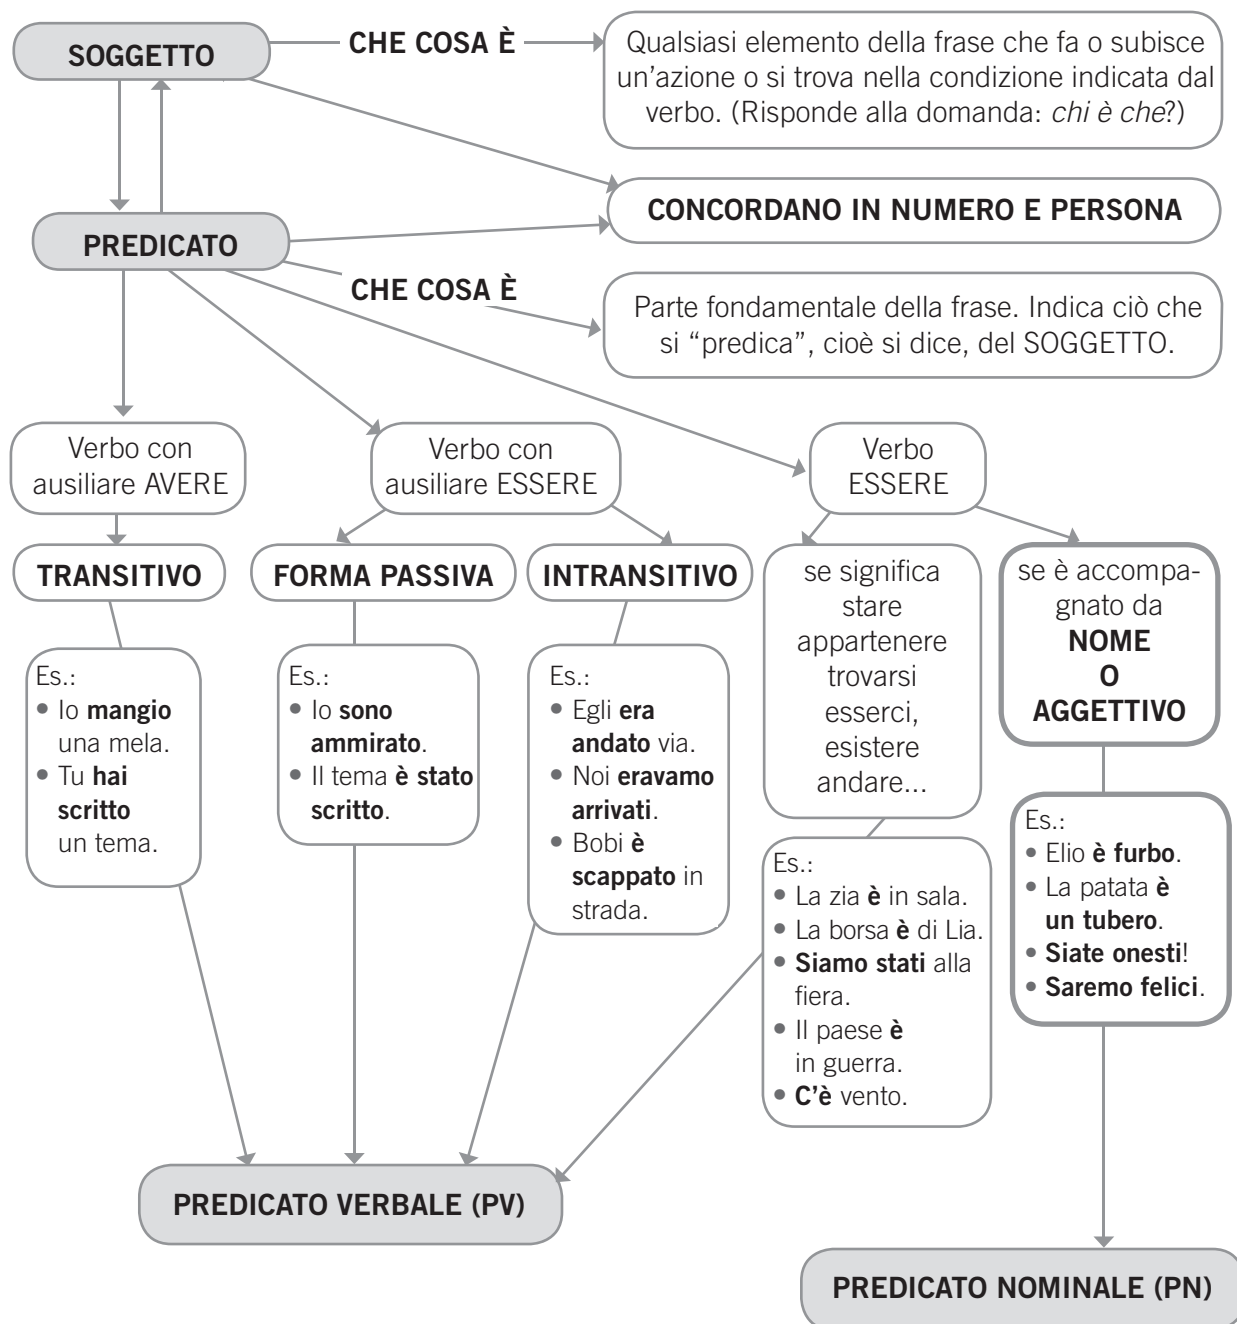 SOGGETTO
CHE COSA È
Qualsiasi elemento della frase che fa o subisce
un’azione o si trova nella condizione indicata dal
verbo. (Risponde alla domanda: chi è che?)
CONCORDANO IN NUMERO E PERSONA
PREDICATO
CHE COSA È
Parte fondamentale della frase. Indica ciò che
si “predica”, cioè si dice, del SOGGETTO.
Verbo con
ausiliare AVERE
Verbo con
ausiliare ESSERE
Verbo
ESSERE
TRANSITIVO
FORMA PASSIVA
INTRANSITIVO
se significa
stare
appartenere
trovarsi
esserci,
esistere
andare...
se è accompa-
gnato da
NOME
O
AGGETTIVO
Es.:
• Io mangio
una mela.
• Tu hai
scritto
un tema.
Es.:
• Io sono
ammirato.
• Il tema è stato
scritto.
Es.:
• Egli era
andato via.
• Noi eravamo
arrivati.
• Bobi è
scappato in
strada.
Es.:
• La zia è in sala.
• La borsa è di Lia.
• Siamo stati alla
fiera.
• Il paese è
in guerra.
• C’è vento.
Es.:
• Elio è furbo.
• La patata è
un tubero.
• Siate onesti!
• Saremo felici.
PREDICATO VERBALE (PV)
PREDICATO NOMINALE (PN)